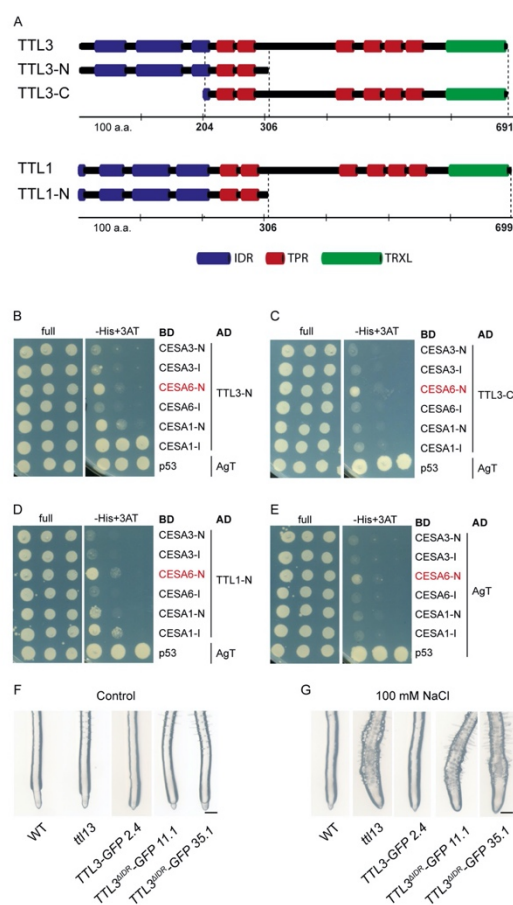 A
TTL3
TTL3-N
TTL3-C
100 a.a. 204 306 691
TTL1
TTL1-N
100 a.a. 306 699
IDR TPR TRXL
B
full -His+3AT BD AD
CESA3-N
CESA3-I
CESA6-N
CESA6-I
CESA1-N
CESA1-I
TTL3-N
p53 AgT
C
full -His+3AT BD AD
CESA3-N
CESA3-I
CESA6-N
CESA6-I
CESA1-N
CESA1-I
TTL3-C
p53 AgT
D
full -His+3AT BD AD
CESA3-N
CESA3-I
CESA6-N
CESA6-I
CESA1-N
CESA1-I
TTL1-N
p53 AgT
E
full -His+3AT BD AD
CESA3-N
CESA3-I
CESA6-N
CESA6-I
CESA1-N
CESA1-I
p53
AgT
F
Control
WT
ttl13
TTL3-GFP 2.4
TTL3ΔIDR-GFP 11.1
TTL3ΔIDR-GFP 35.1
G
100 mM NaCl
WT
ttl13
TTL3-GFP 2.4
TTL3ΔIDR-GFP 11.1
TTL3ΔIDR-GFP 35.1